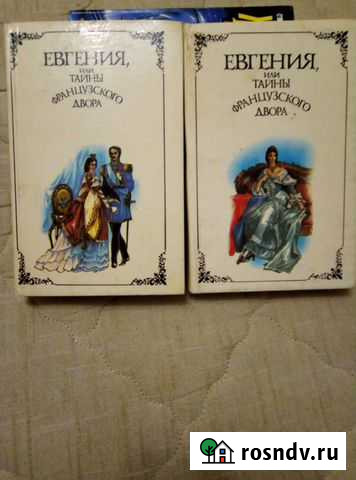 ЕВГЕНИЯ,
ИЛИ
ТАЙНЫ
ФРАНЦУЗСКОГО
ДВОРА
ЕВГЕНИЯ,
ИЛИ
ТАЙНЫ
ФРАНЦУЗСКОГО
ДВОРА
rosndv.ru